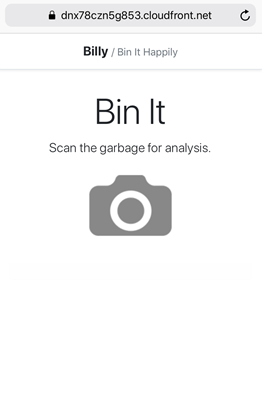 dnx78czn5g853.cloudfront.net
Billy / Bin It Happily
Bin It
Scan the garbage for analysis.